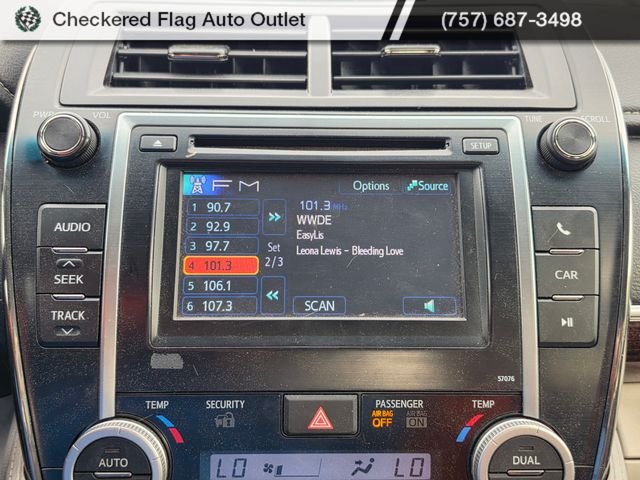 Checkered Flag Auto Outlet
(757) 687-3498
PWR
VOL
TUNE
SCROLL
SETUP
FM
Options
Source
1 90.7
2 92.9
3 97.7
4 101.3
5 106.1
6 107.3
Set
2/3
101.3 MHz
WWDE
EasyLis
Leona Lewis - Bleeding Love
SCAN
AUDIO
SEEK
TRACK
CAR
57076
TEMP
SECURITY
PASSENGER
AIR BAG
OFF
AIR BAG
ON
TEMP
AUTO
LO
LO
DUAL